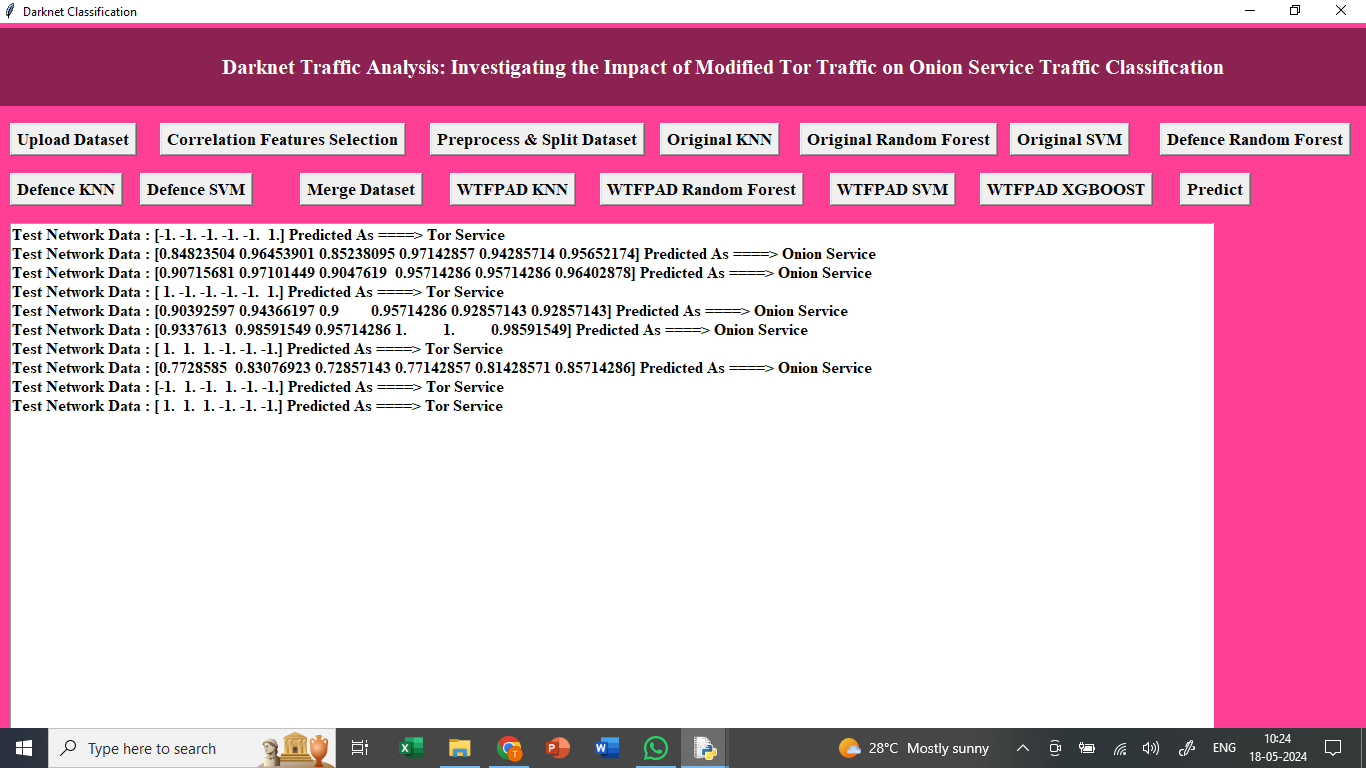 Darknet Classification
Darknet Traffic Analysis: Investigating the Impact of Modified Tor Traffic on Onion Service Traffic Classification
Upload Dataset Correlation Features Selection Preprocess & Split Dataset Original KNN Original Random Forest Original SVM Defence Random Forest
Defence KNN Defence SVM Merge Dataset WTFPAD KNN WTFPAD Random Forest WTFPAD SVM WTFPAD XGBOOST Predict
Test Network Data : [-1. -1. -1. -1. -1.  1.] Predicted As ====> Tor Service
Test Network Data : [0.84823504 0.96453901 0.85238095 0.97142857 0.94285714 0.95652174] Predicted As ====> Onion Service
Test Network Data : [0.90715681 0.97101449 0.9047619  0.95714286 0.95714286 0.96402878] Predicted As ====> Onion Service
Test Network Data : [ 1. -1. -1. -1. -1.  1.] Predicted As ====> Tor Service
Test Network Data : [0.90392597 0.94366197 0.9        0.95714286 0.92857143 0.92857143] Predicted As ====> Onion Service
Test Network Data : [0.9337613  0.98591549 0.95714286 1.         1.         0.98591549] Predicted As ====> Onion Service
Test Network Data : [ 1.  1.  1. -1. -1. -1.] Predicted As ====> Tor Service
Test Network Data : [0.7728585  0.83076923 0.72857143 0.77142857 0.81428571 0.85714286] Predicted As ====> Onion Service
Test Network Data : [-1.  1. -1.  1. -1. -1.] Predicted As ====> Tor Service
Test Network Data : [ 1.  1.  1. -1. -1. -1.] Predicted As ====> Tor Service
Type here to search 28°C Mostly sunny ENG 10:24
18-05-2024